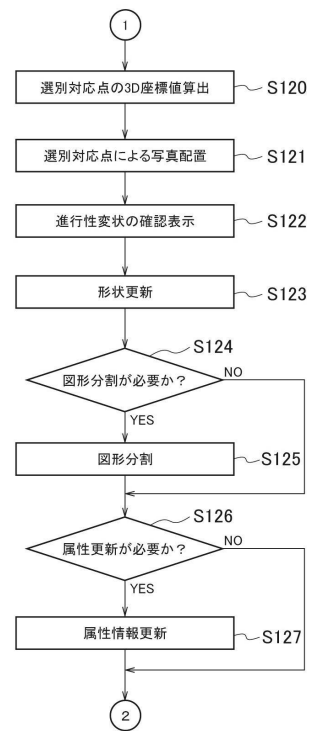 1
選別対応点の3D座標値算出
S120
選別対応点による写真配置
S121
進行性変状の確認表示
S122
形状更新
S123
S124
図形分割が必要か？
NO
YES
図形分割
S125
S126
属性更新が必要か？
NO
YES
属性情報更新
S127
2